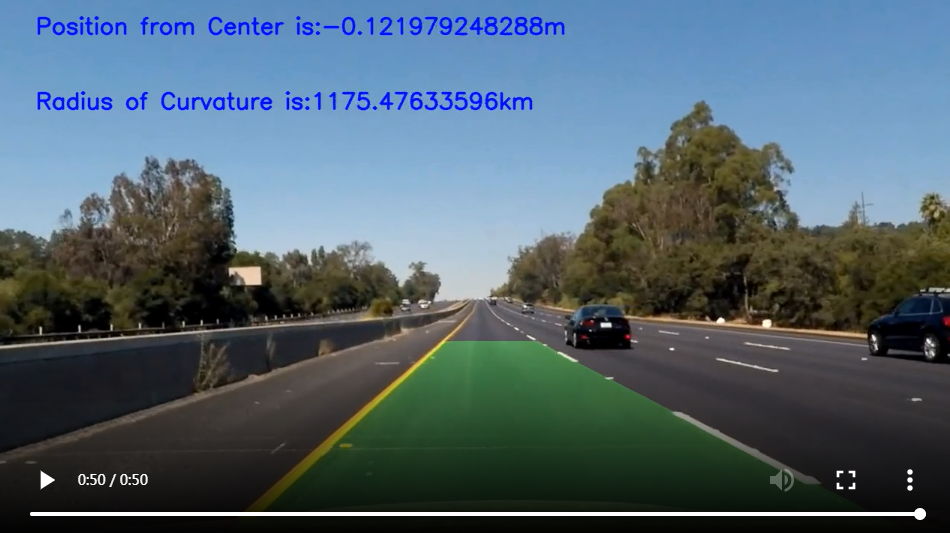 Position from Center is:−0.121979248288m
Radius of Curvature is:1175.47633596km
0:50 / 0:50